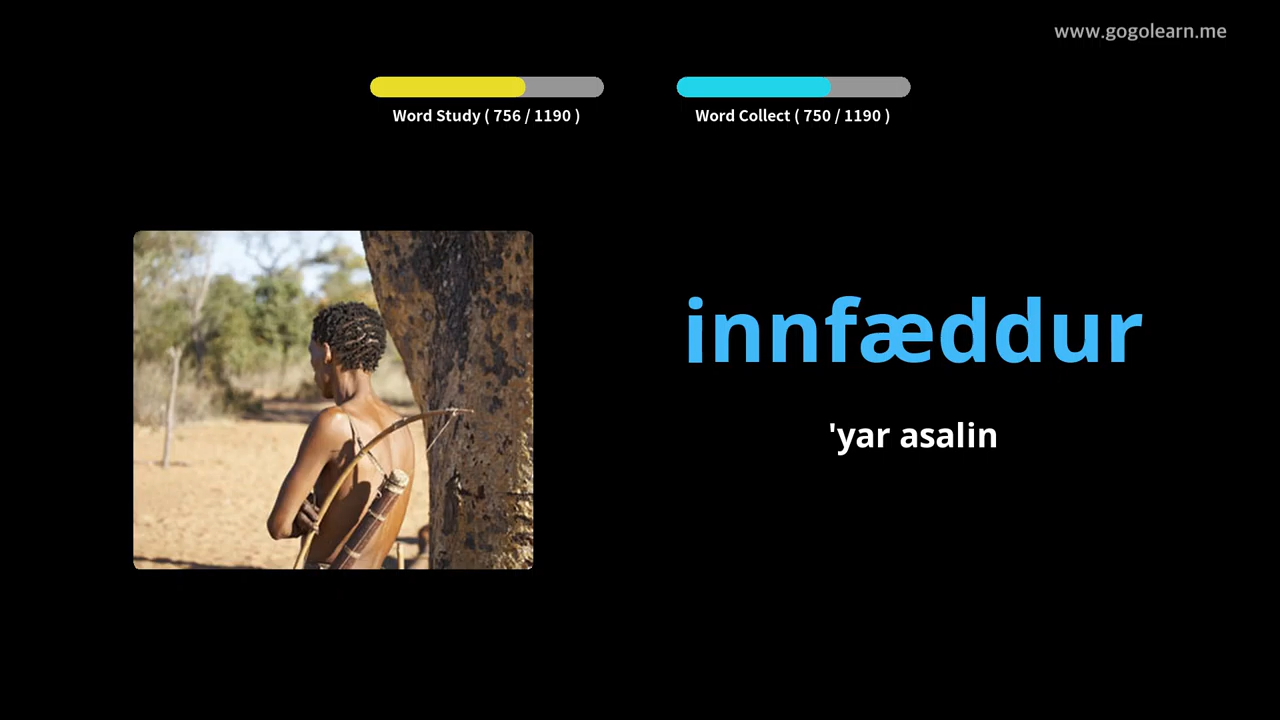 www.gogolearn.me
Word Study ( 756 / 1190 )
Word Collect ( 750 / 1190 )
innfæddur
'yar asalin